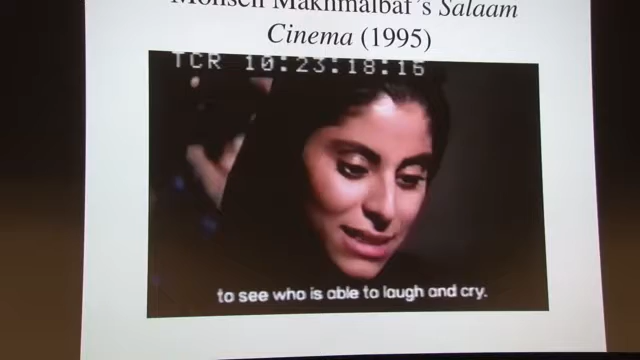 Mohsen Makhmalbaf's Salaam
Cinema (1995)
TCR 10:23:18:16
to see who is able to laugh and cry.